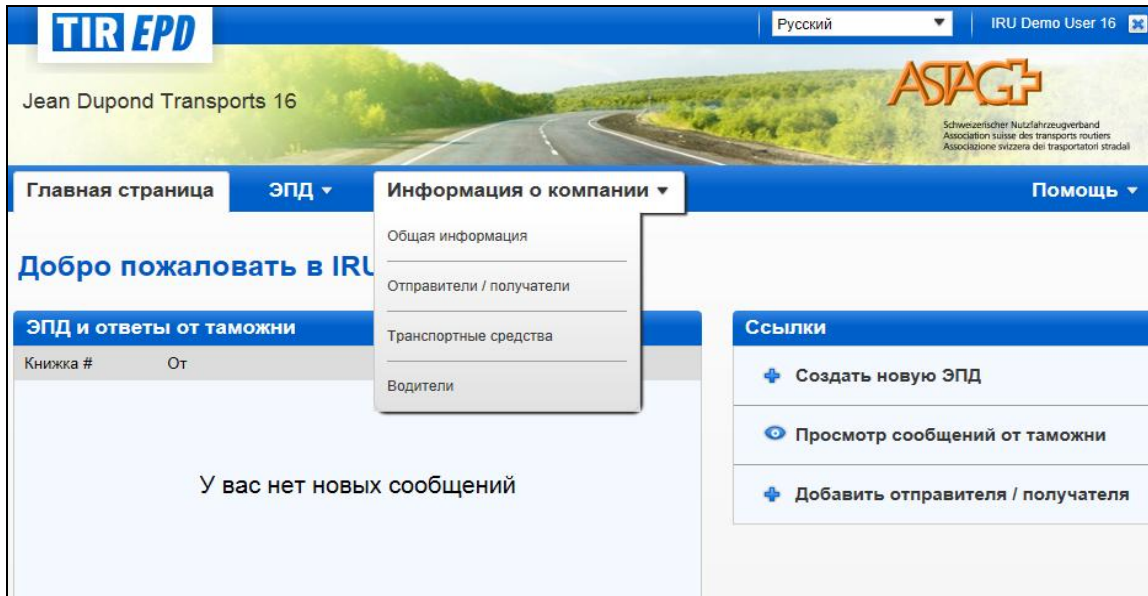 TIR EPD
Русский
IRU Demo User 16
Jean Dupond Transports 16
ASTAG
Schweizerischer Nutzfahrzeugverband
Association suisse des transports routiers
Associazione svizzera dei trasportatori stradali
Главная страница
ЭПД
Информация о компании
Помощь
Общая информация
Отправители / получатели
Транспортные средства
Водители
Добро пожаловать в IRU
ЭПД и ответы от таможни
Книжка #
От
У вас нет новых сообщений
Ссылки
Создать новую ЭПД
Просмотр сообщений от таможни
Добавить отправителя / получателя